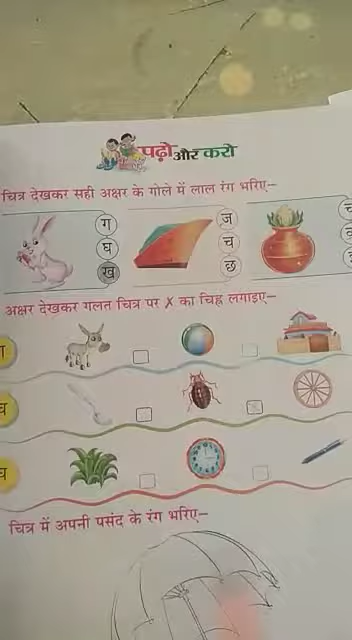 पढ़ो और करो
चित्र देखकर सही अक्षर के गोले में लाल रंग भरिए–
ग
घ
ख
ज
च
छ
अक्षर देखकर गलत चित्र पर X का चिह्न लगाइए–
चित्र में अपनी पसंद के रंग भरिए–